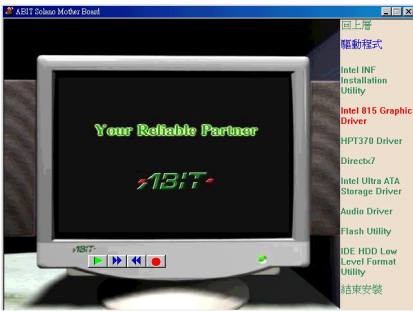 ABIT Solano Mother Board
回上層
驅動程式
Intel INF
Installation
Utility
Intel 815 Graphic
Driver
HPT370 Driver
Directx7
Intel Ultra ATA
Storage Driver
Audio Driver
Flash Utility
IDE HDD Low
Level Format
Utility
結束安裝
Your Reliable Partner
ABIT
ABIT